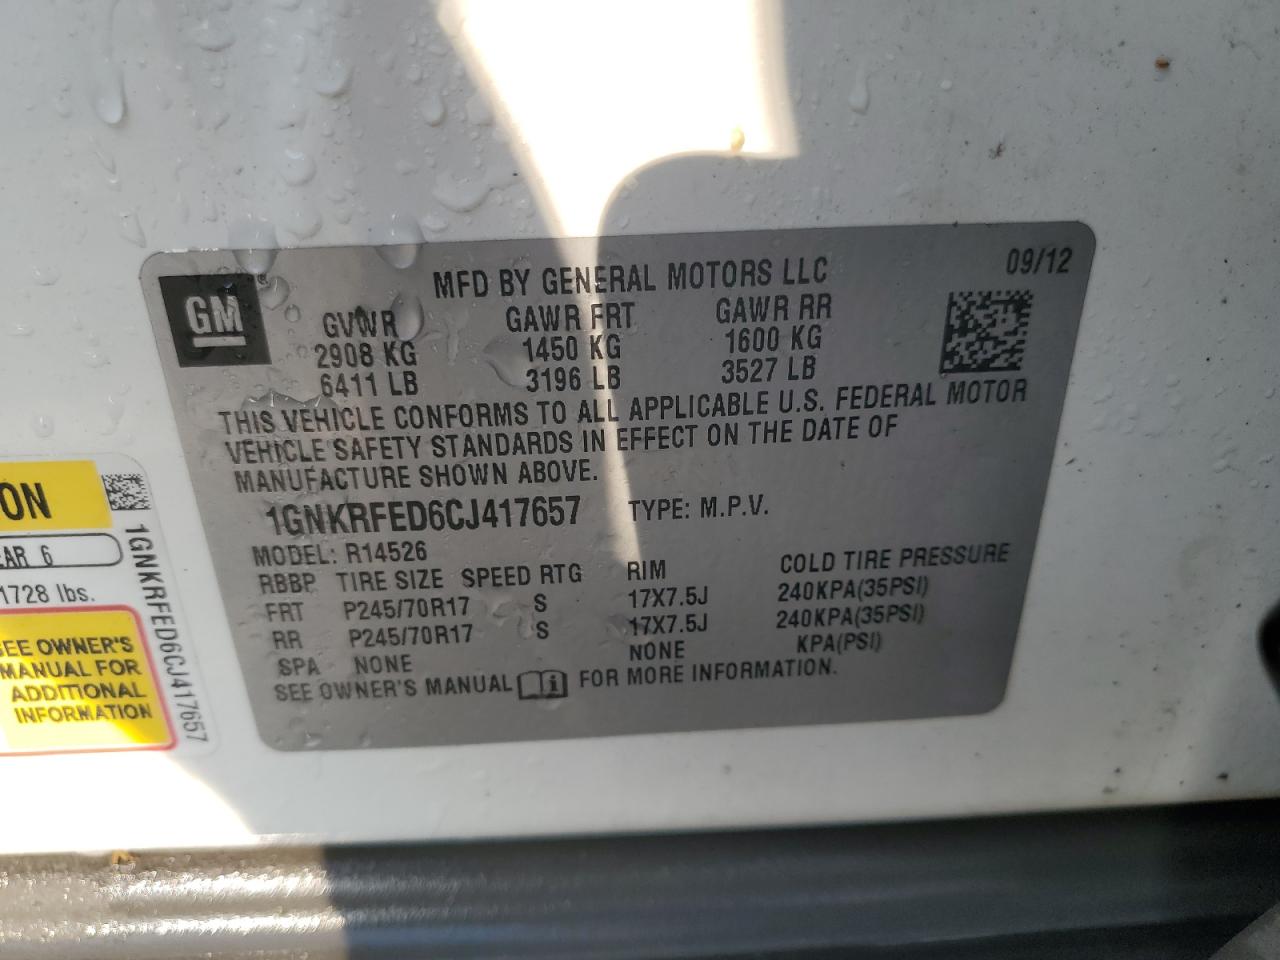 MFD BY GENERAL MOTORS LLC 09/12
GM®
GVWR GAWR FRT GAWR RR
2908 KG 1450 KG 1600 KG
6411 LB 3196 LB 3527 LB
THIS VEHICLE CONFORMS TO ALL APPLICABLE U.S. FEDERAL MOTOR
VEHICLE SAFETY STANDARDS IN EFFECT ON THE DATE OF
MANUFACTURE SHOWN ABOVE.
1GNKRFED6CJ417657 TYPE: M.P.V.
MODEL: R14526
RBBP TIRE SIZE SPEED RTG RIM COLD TIRE PRESSURE
FRT P245/70R17 S 17X7.5J 240KPA(35PSI)
RR P245/70R17 S 17X7.5J 240KPA(35PSI)
SPA NONE NONE KPA(PSI)
SEE OWNER'S MANUAL i FOR MORE INFORMATION.
ON
AR 6
1728 lbs.
SEE OWNER'S
MANUAL FOR
ADDITIONAL
INFORMATION
1GNKRFED6CJ417657